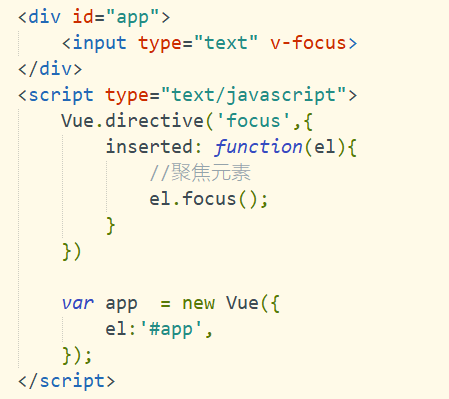 <div id="app">
    <input type="text" v-focus>
</div>
<script type="text/javascript">
    Vue.directive('focus',{
        inserted: function(el){
            //聚焦元素
            el.focus();
        }
    })

    var app  = new Vue({
        el:'#app',
    });
</script>